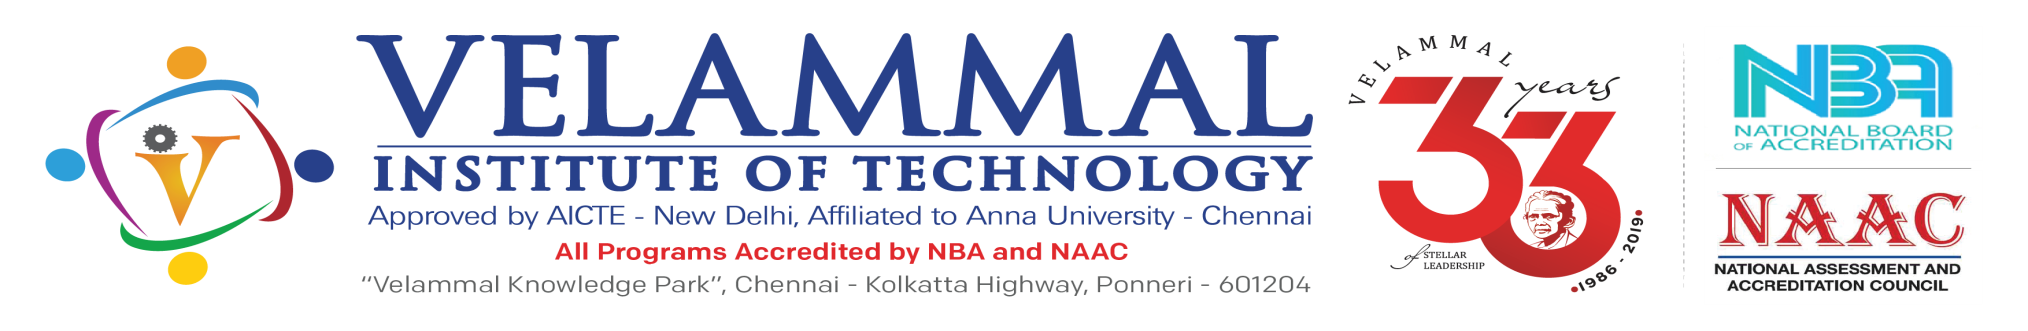 V
VELAMMAL
INSTITUTE OF TECHNOLOGY
Approved by AICTE - New Delhi, Affiliated to Anna University - Chennai
All Programs Accredited by NBA and NAAC
“Velammal Knowledge Park”, Chennai - Kolkatta Highway, Ponneri - 601204
VELAMMAL
33 years
of STELLAR
LEADERSHIP
•1986 - 2019•
NBA
NATIONAL BOARD
OF ACCREDITATION
NAAC
NATIONAL ASSESSMENT AND
ACCREDITATION COUNCIL